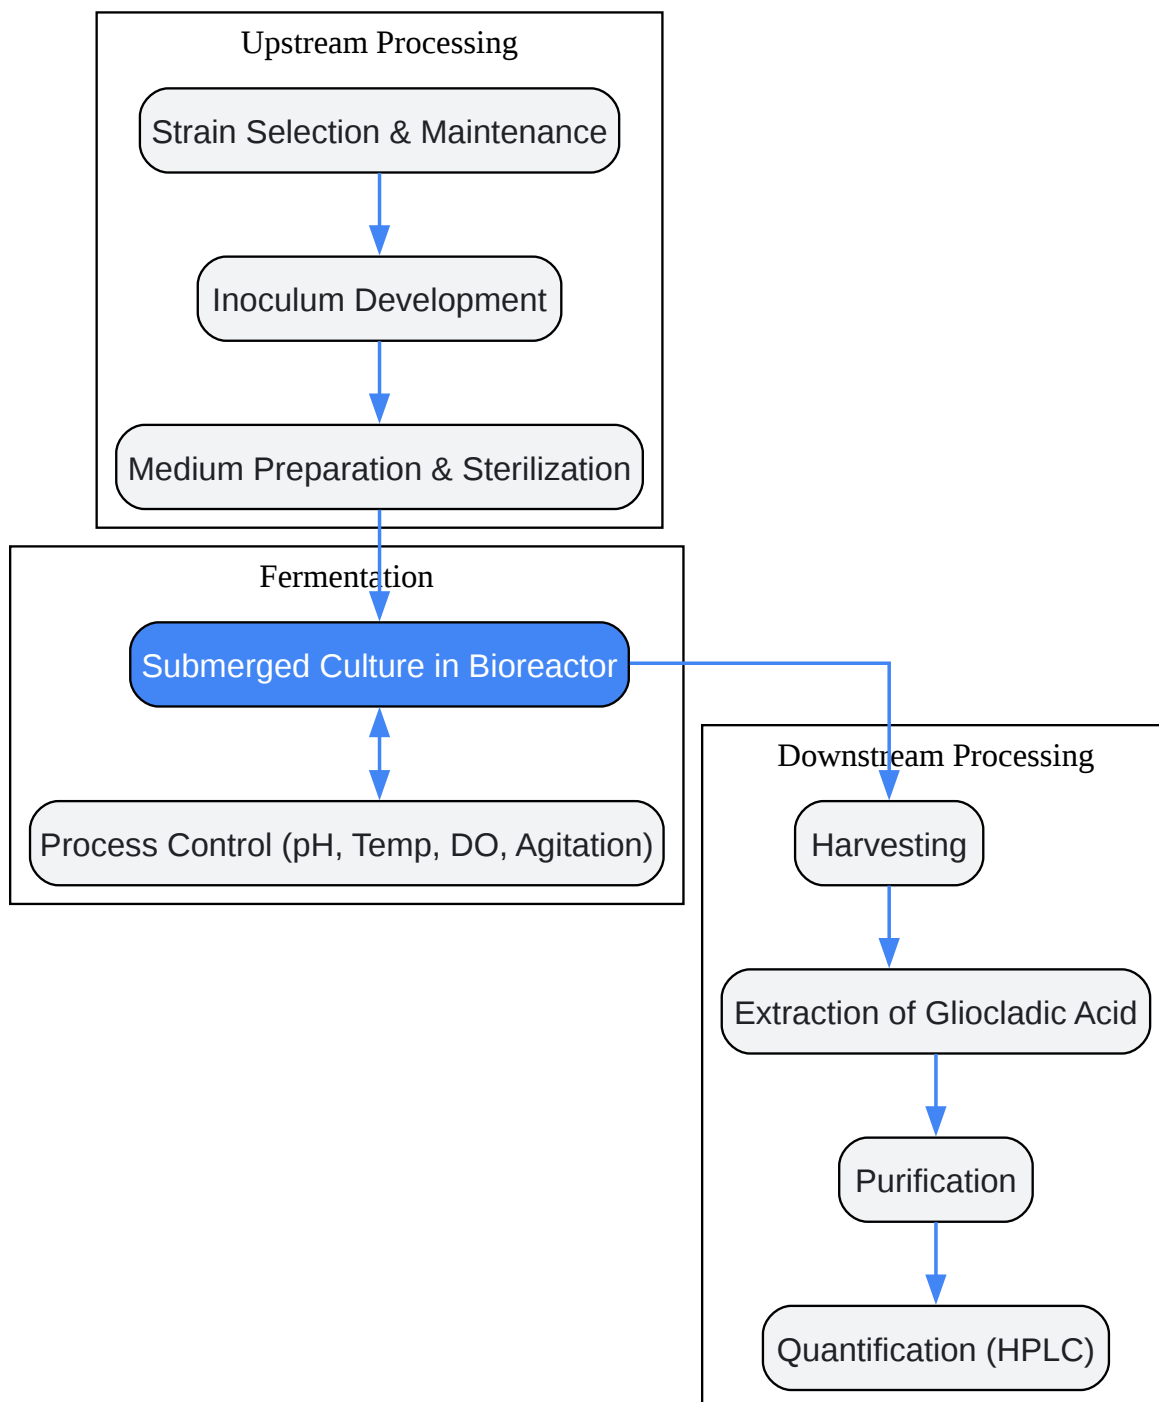 Upstream Processing
Strain Selection & Maintenance
Inoculum Development
Medium Preparation & Sterilization
Fermentation
Submerged Culture in Bioreactor
Process Control (pH, Temp, DO, Agitation)
Downstream Processing
Harvesting
Extraction of Gliocladic Acid
Purification
Quantification (HPLC)